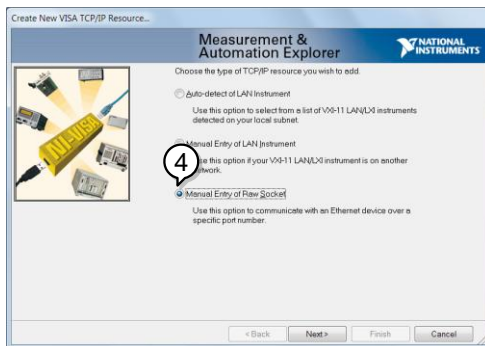 Create New VISA TCP/IP Resource...
Measurement &
Automation Explorer
NATIONAL
INSTRUMENTS
Choose the type of TCP/IP resource you wish to add.
Auto-detect of LAN Instrument
Use this option to select from a list of VXI-11 LAN/LXI instruments
detected on your local subnet.
Manual Entry of LAN Instrument
this option if your VXI-11 LAN/LXI instrument is on another
4
Manual Entry of Raw Socket
Use this option to communicate with an Ethernet device over a
specific port number.
NI-VISA
< Back
Next >
Finish
Cancel